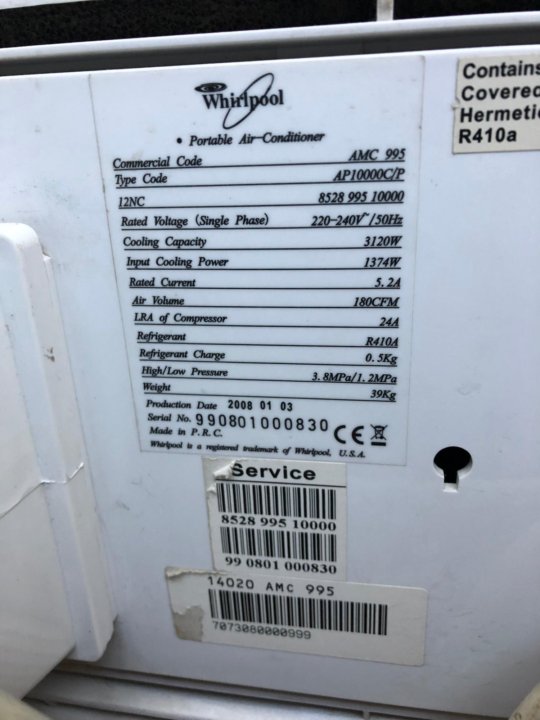 Whirlpool
• Portable Air-Conditioner
Commercial Code AMC 995
Type Code AP10000C/P
12NC 8528 995 10000
Rated Voltage (Single Phase) 220-240V~/50Hz
Cooling Capacity 3120W
Input Cooling Power 1374W
Rated Current 5.2A
Air Volume 180CFM
LRA of Compressor 24A
Refrigerant R410A
Refrigerant Charge 0.5Kg
High/Low Pressure 3.8MPa/1.2MPa
Weight 39Kg
Production Date 2008 01 03
Serial No. 990801000830
Made in P.R.C. CE
Whirlpool is a registered trademark of Whirlpool, U.S.A.
Contains
Covered
Hermeti
R410a
Service
8528 995 10000
99 0801 000830
14020 AMC 995
7073080000999